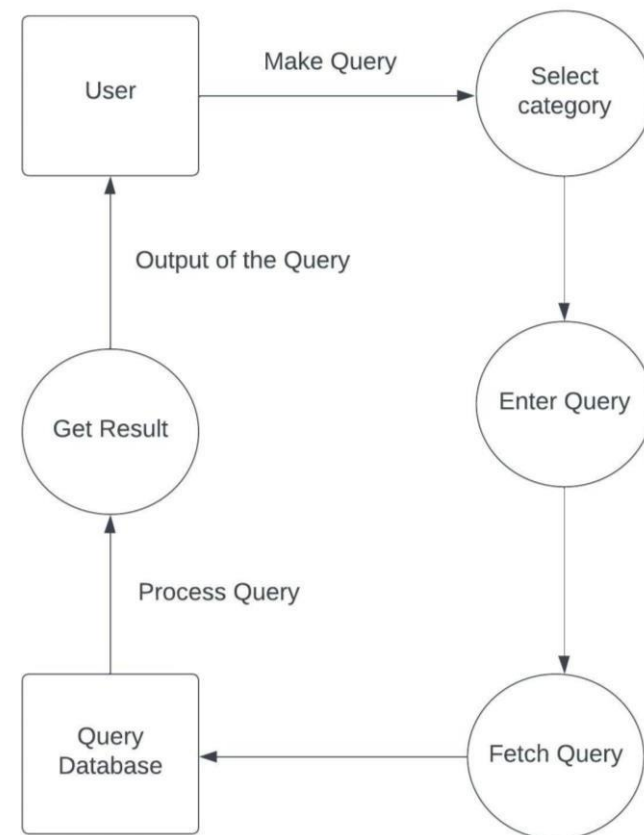 User
Make Query
Select
category
Output of the Query
Enter Query
Get Result
Process Query
Query
Database
Fetch Query